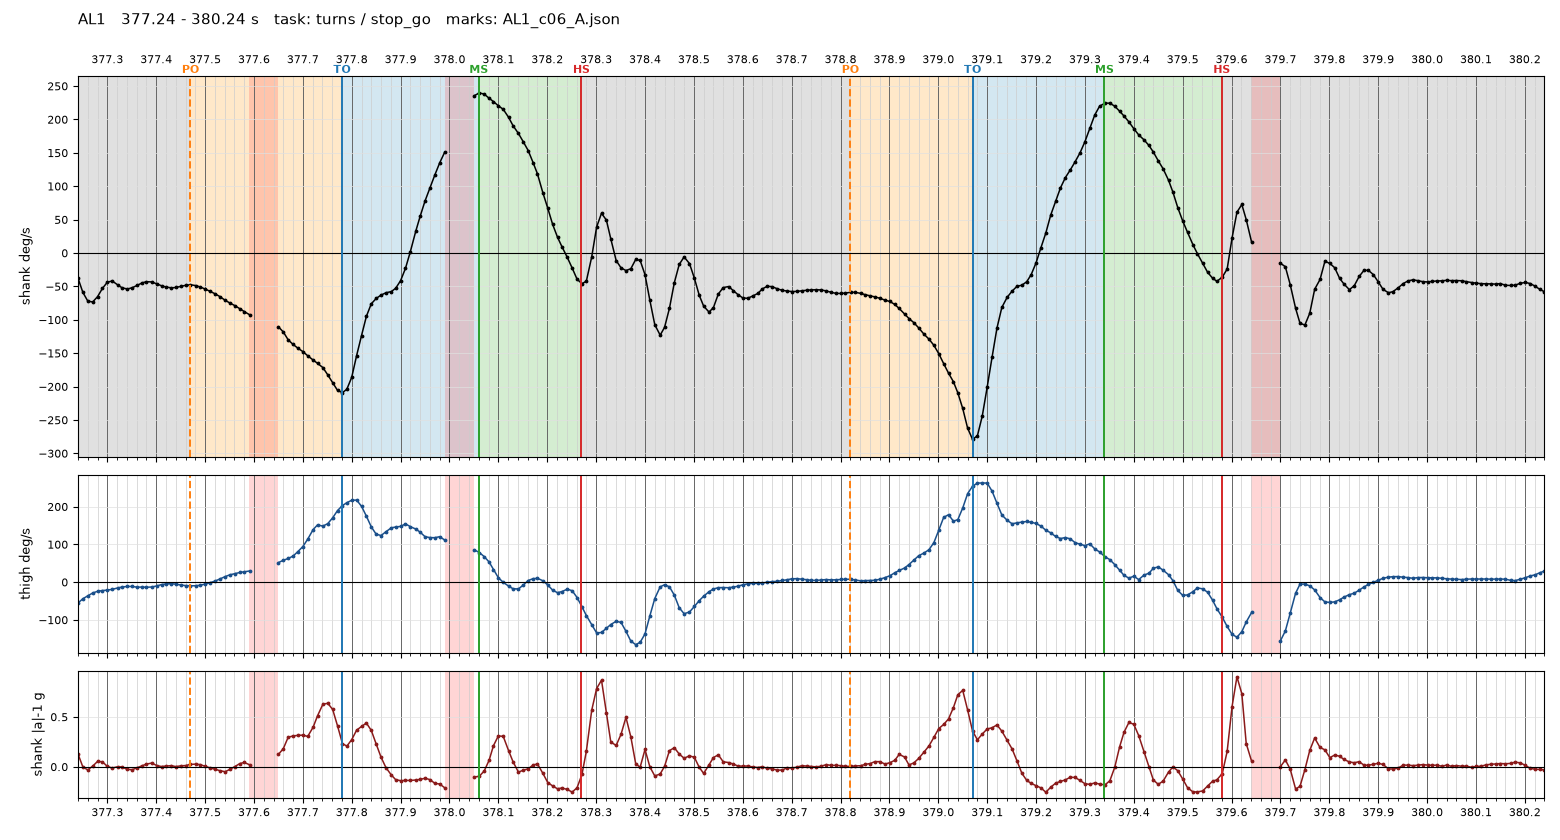 AL1   377.24 - 380.24 s   task: turns / stop_go   marks: AL1_c06_A.json
377.3 377.4 377.5 377.6 377.7 377.8 377.9 378.0 378.1 378.2 378.3 378.4 378.5 378.6 378.7 378.8 378.9 379.0 379.1 379.2 379.3 379.4 379.5 379.6 379.7 379.8 379.9 380.0 380.1 380.2
PO TO MS HS PO TO MS HS
250
200
150
100
50
0
−50
−100
−150
−200
−250
−300
shank deg/s
200
100
0
−100
thigh deg/s
0.5
0.0
shank |a|-1 g
377.3 377.4 377.5 377.6 377.7 377.8 377.9 378.0 378.1 378.2 378.3 378.4 378.5 378.6 378.7 378.8 378.9 379.0 379.1 379.2 379.3 379.4 379.5 379.6 379.7 379.8 379.9 380.0 380.1 380.2